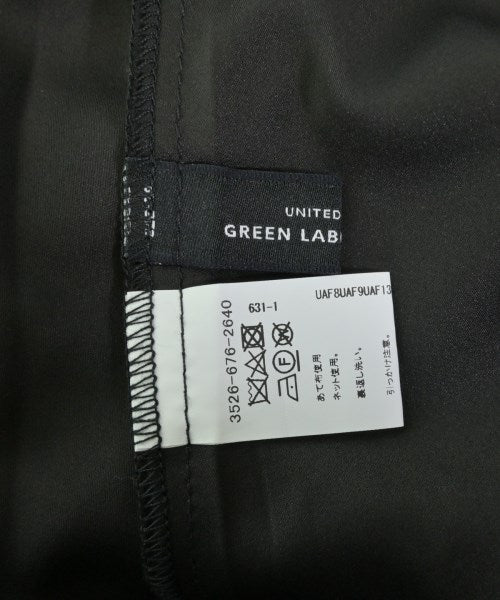 UNITED
GREEN LAB
UAF8UAF9UAF13
631-1
3526-676-2640
あて布使用
ネット使用。
裏返し洗い。
引っかけ注意。